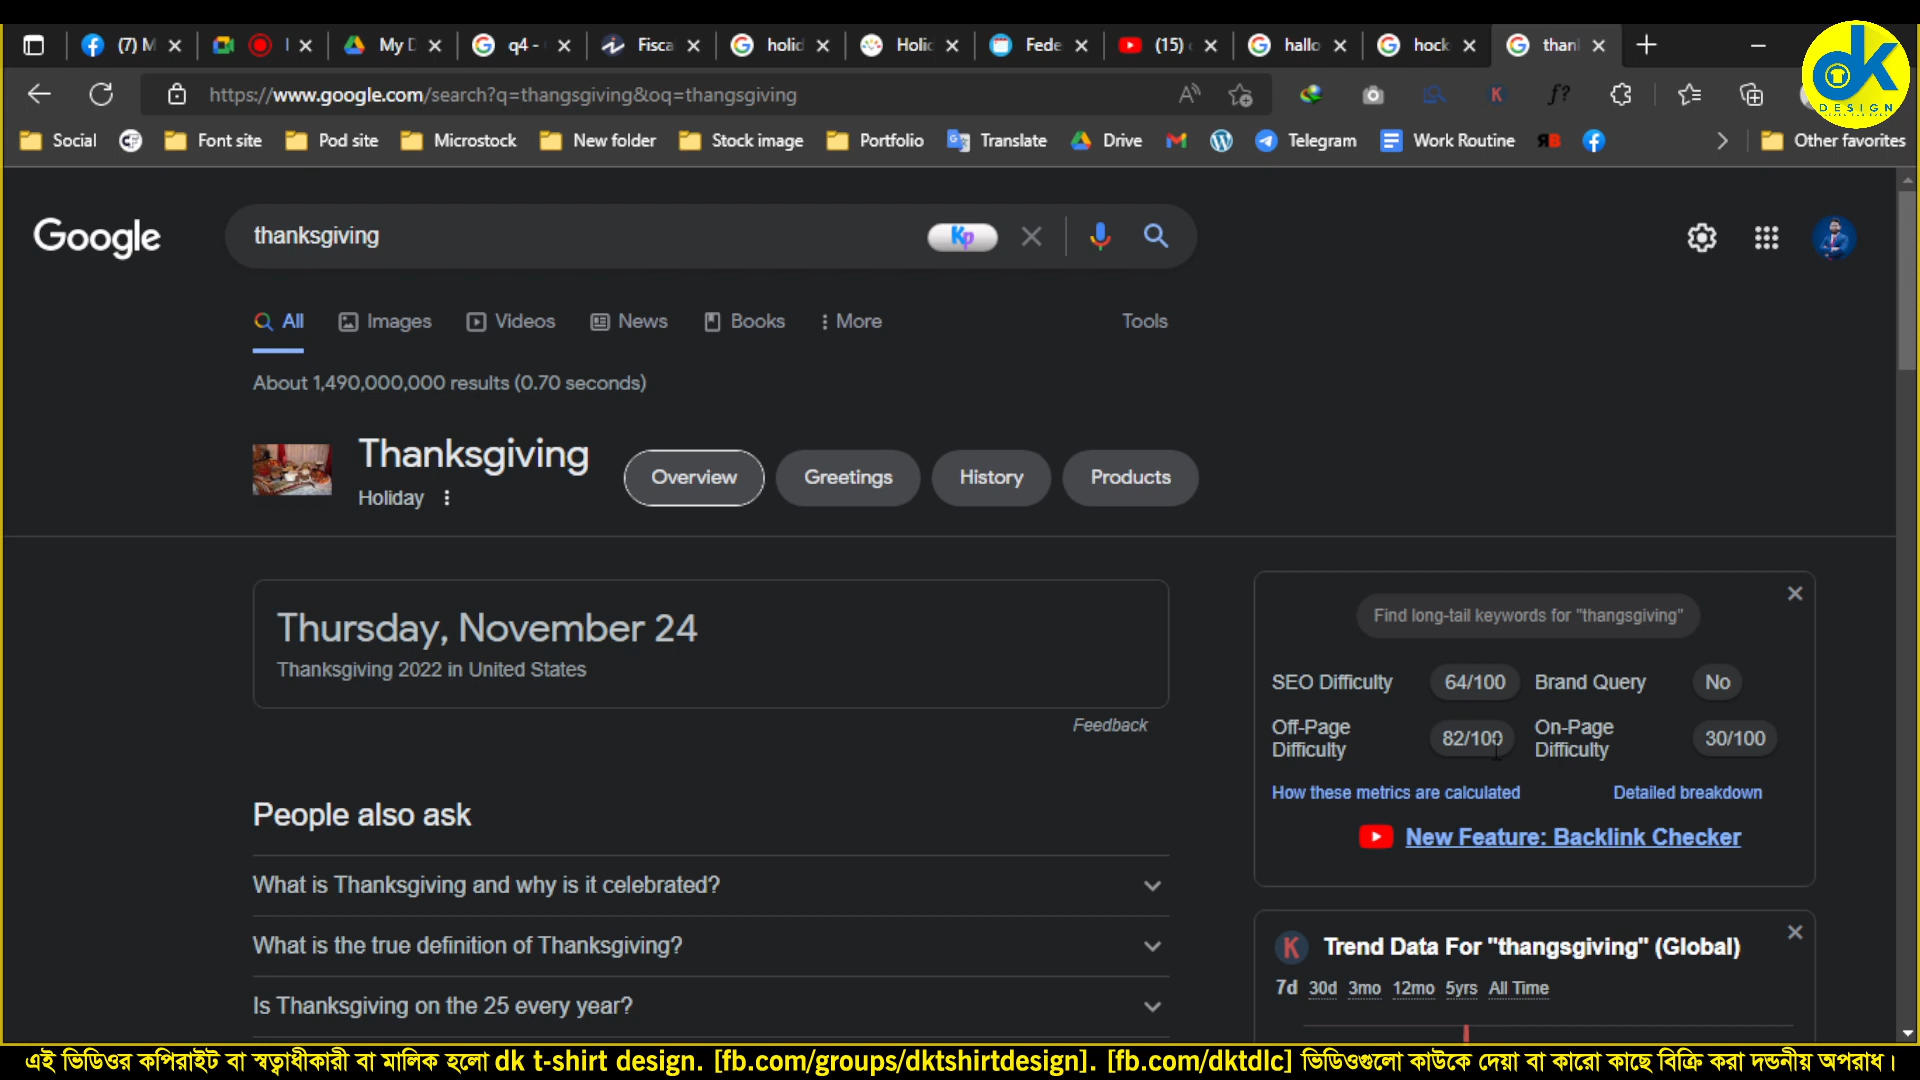 (7) M
My D
q4 -
Fisca
holid
Holic
Fede
(15)
hallo
hock
than
https://www.google.com/search?q=thangsgiving&oq=thangsgiving
dk
DESIGN
Social
Font site
Pod site
Microstock
New folder
Stock image
Portfolio
Translate
Drive
Telegram
Work Routine
Other favorites
Google
thanksgiving
Kp
All
Images
Videos
News
Books
More
Tools
About 1,490,000,000 results (0.70 seconds)
Thanksgiving
Holiday
Overview
Greetings
History
Products
Thursday, November 24
Thanksgiving 2022 in United States
Feedback
People also ask
What is Thanksgiving and why is it celebrated?
What is the true definition of Thanksgiving?
Is Thanksgiving on the 25 every year?
Find long-tail keywords for "thangsgiving"
SEO Difficulty 64/100 Brand Query No
Off-Page Difficulty 82/100 On-Page Difficulty 30/100
How these metrics are calculated Detailed breakdown
New Feature: Backlink Checker
K Trend Data For "thangsgiving" (Global)
7d 30d 3mo 12mo 5yrs All Time
এই ভিডিওর কপিরাইট বা স্বত্বাধীকারী বা মালিক হলো dk t-shirt design. [fb.com/groups/dktshirtdesign]. [fb.com/dktdlc] ভিডিওগুলো কাউকে দেয়া বা কারো কাছে বিক্রি করা দন্ডনীয় অপরাধ।